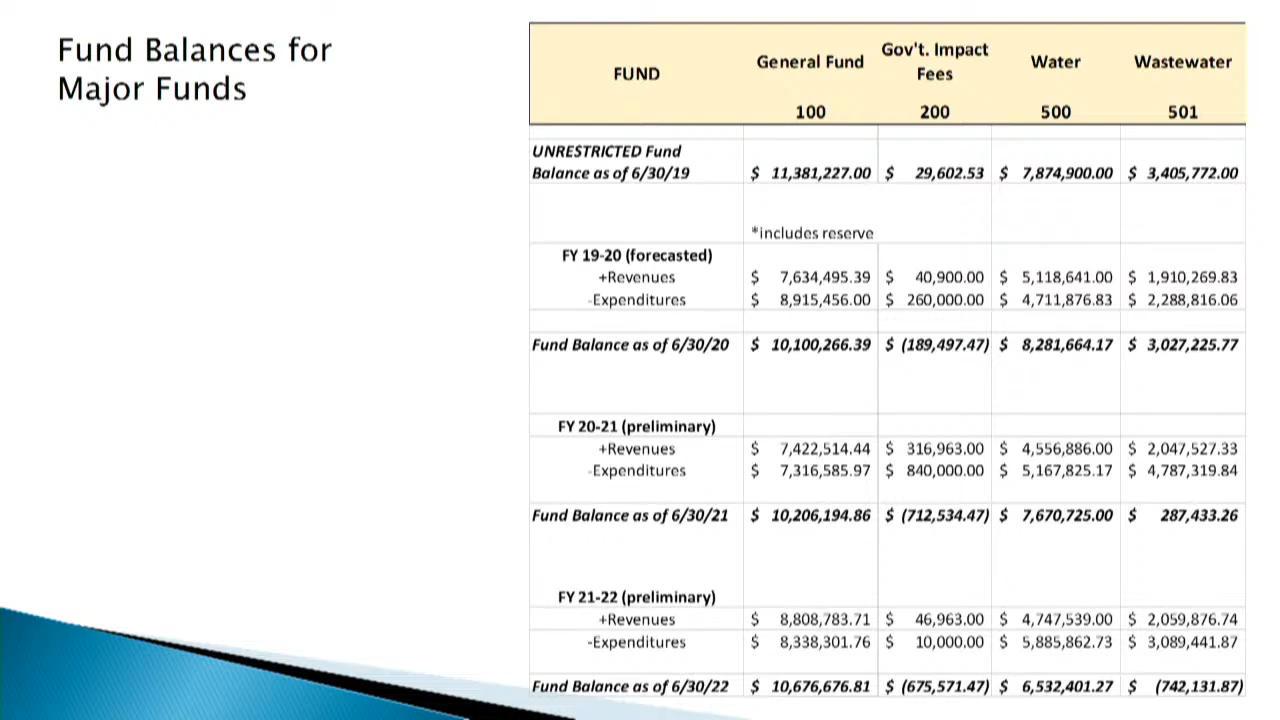 Fund Balances for
Major Funds
FUND General Fund Gov't. Impact Fees Water Wastewater
100 200 500 501
UNRESTRICTED Fund
Balance as of 6/30/19 $ 11,381,227.00 $ 29,602.53 $ 7,874,900.00 $ 3,405,772.00
*includes reserve
FY 19-20 (forecasted)
+Revenues $ 7,634,495.39 $ 40,900.00 $ 5,118,641.00 $ 1,910,269.83
-Expenditures $ 8,915,456.00 $ 260,000.00 $ 4,711,876.83 $ 2,288,816.06
Fund Balance as of 6/30/20 $ 10,100,266.39 $ (189,497.47) $ 8,281,664.17 $ 3,027,225.77
FY 20-21 (preliminary)
+Revenues $ 7,422,514.44 $ 316,963.00 $ 4,556,886.00 $ 2,047,527.33
-Expenditures $ 7,316,585.97 $ 840,000.00 $ 5,167,825.17 $ 4,787,319.84
Fund Balance as of 6/30/21 $ 10,206,194.86 $ (712,534.47) $ 7,670,725.00 $ 287,433.26
FY 21-22 (preliminary)
+Revenues $ 8,808,783.71 $ 46,963.00 $ 4,747,539.00 $ 2,059,876.74
-Expenditures $ 8,338,301.76 $ 10,000.00 $ 5,885,862.73 $ 3,089,441.87
Fund Balance as of 6/30/22 $ 10,676,676.81 $ (675,571.47) $ 6,532,401.27 $ (742,131.87)